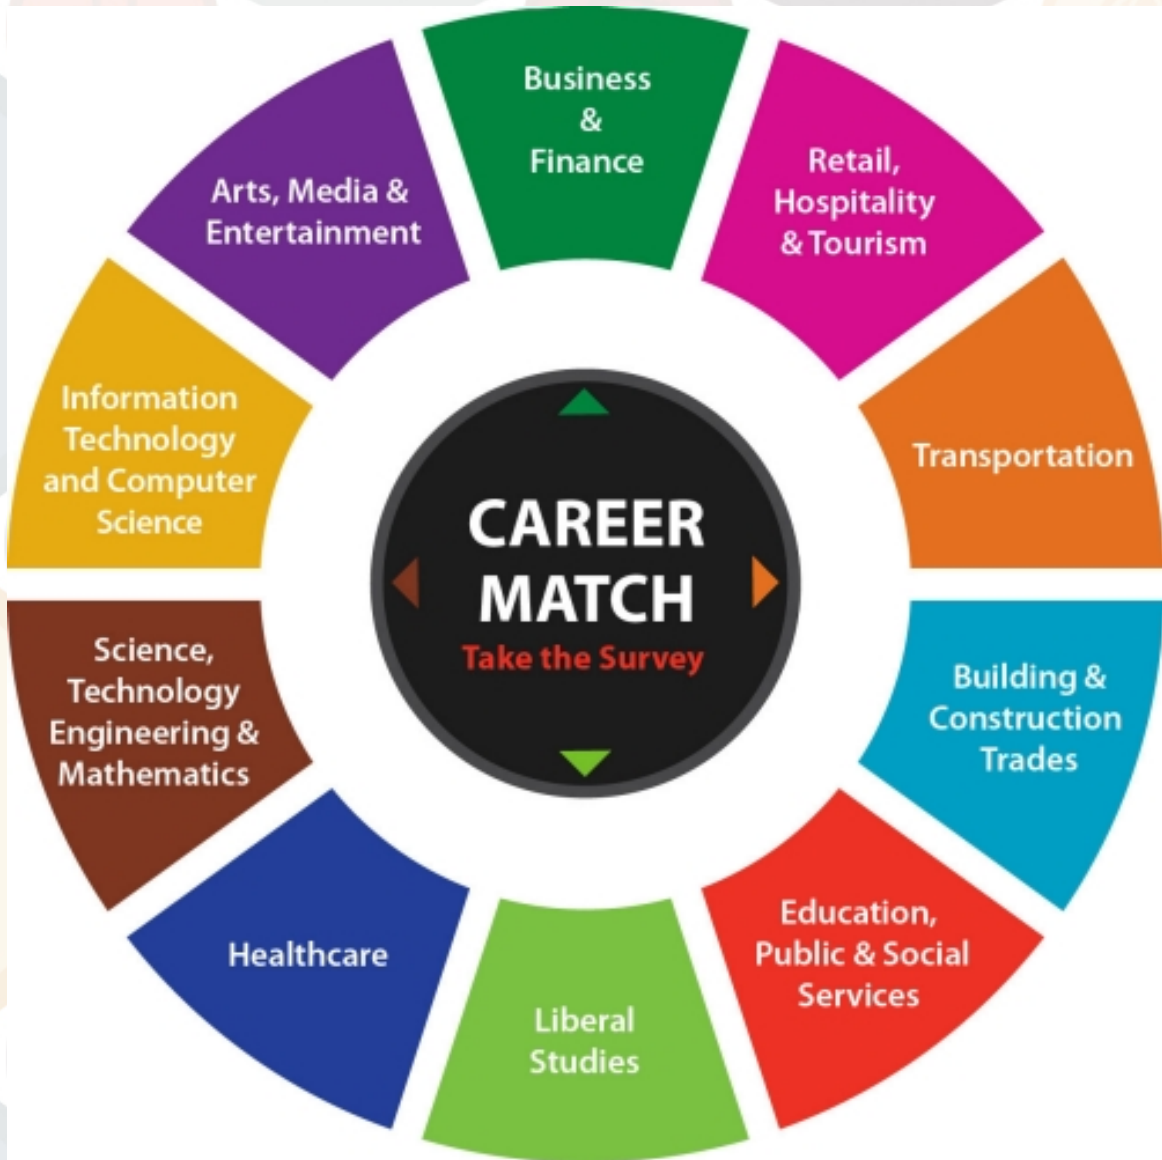 Business
&
Finance
Retail,
Hospitality
& Tourism
Transportation
Building &
Construction
Trades
Education,
Public & Social
Services
Liberal
Studies
Healthcare
Science,
Technology
Engineering &
Mathematics
Information
Technology
and Computer
Science
Arts, Media &
Entertainment
CAREER
MATCH
Take the Survey